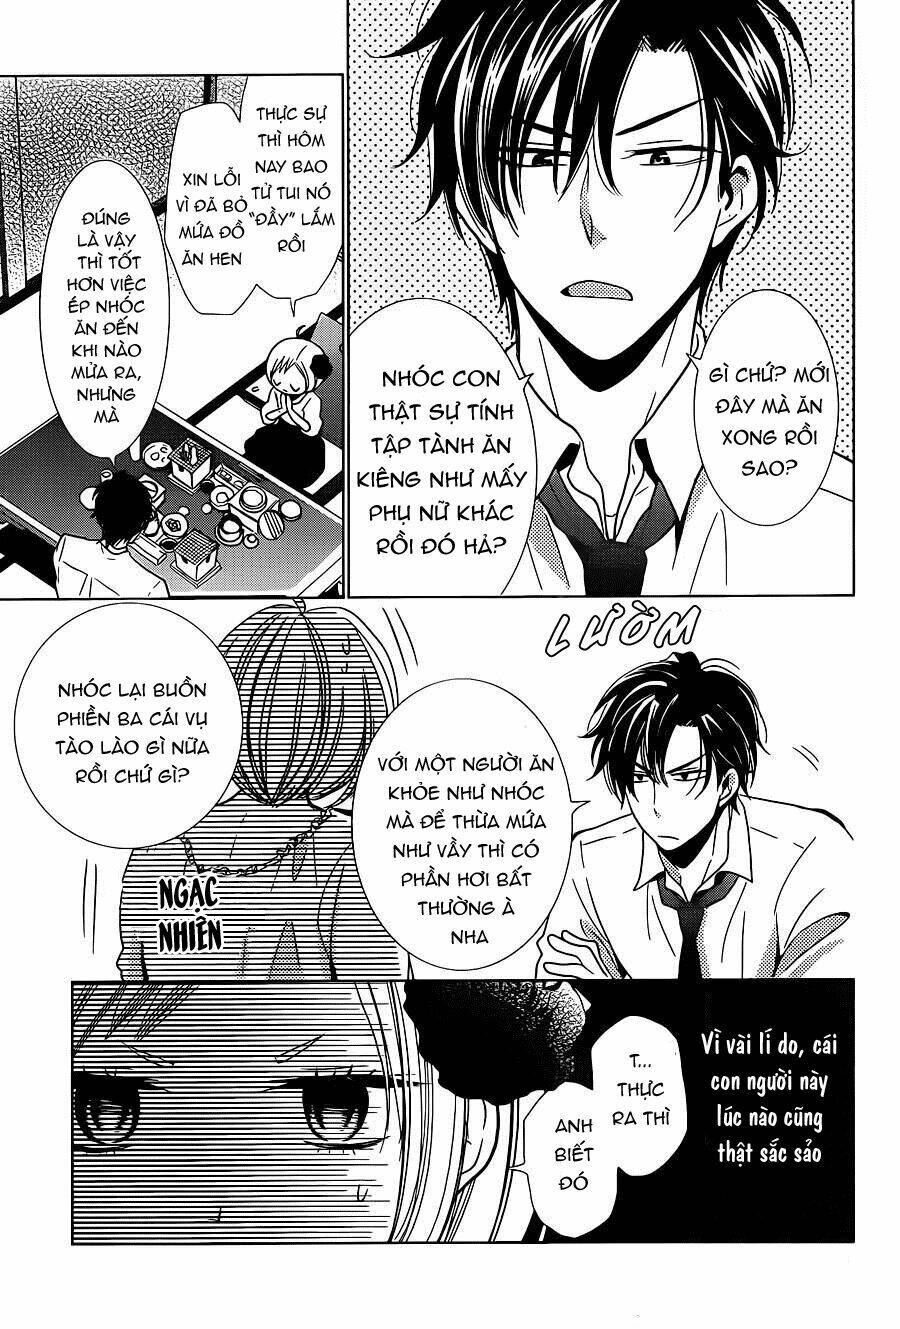 GÌ CHỨ? MỚI
ĐÂY MÀ ĂN
XONG RỒI
SAO?
NHÓC CON
THẬT SỰ TÍNH
TẬP TÀNH ĂN
KIÊNG NHƯ MẤY
PHỤ NỮ KHÁC
RỒI ĐÓ HẢ?
THỰC SỰ
THÌ HÔM
NAY BAO
TỬ TUI NÓ
"ĐẦY" LẮM
RỒI
XIN LỖI
VÌ ĐÃ BỎ
MỨA ĐỒ
ĂN HEN
ĐÚNG
LÀ VẬY
THÌ TỐT
HƠN VIỆC
ÉP NHÓC
ĂN ĐẾN
KHI NÀO
MỬA RA,
NHƯNG
MÀ
LƯỜM
VỚI MỘT NGƯỜI ĂN
KHỎE NHƯ NHÓC
MÀ ĐỂ THỪA MỨA
NHƯ VẦY THÌ CÓ
PHẦN HƠI BẤT
THƯỜNG À
NHA
NHÓC LẠI BUỒN
PHIỀN BA CÁI VỤ
TÀO LÀO GÌ NỮA
RỒI CHỨ GÌ?
NGẠC
NHIÊN
Vì vài lí do, cái
con người này
lúc nào cũng
thật sắc sảo
T...
THỰC
RA THÌ
ANH
BIẾT
ĐÓ